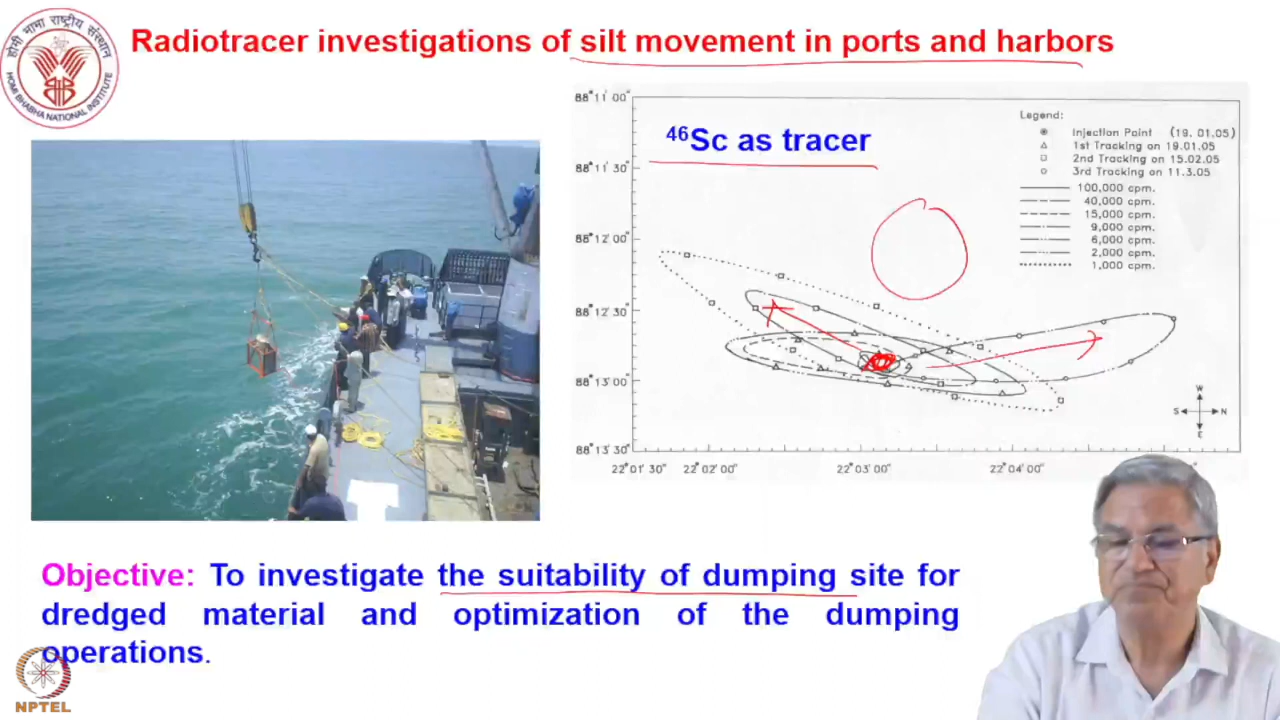 Radiotracer investigations of silt movement in ports and harbors
होमी भाभा राष्ट्रीय संस्थान
HOMI BHABHA NATIONAL INSTITUTE
⁴⁶Sc as tracer
Legend:
Injection Point (19. 01.05)
1st Tracking on 19.01.05
2nd Tracking on 15.02.05
3rd Tracking on 11.3.05
100,000 cpm.
40,000 cpm.
15,000 cpm.
9,000 cpm.
6,000 cpm.
2,000 cpm.
1,000 cpm.
88°11' 00"
88°11' 30"
88°12' 00"
88°12' 30"
88°13' 00"
88°13' 30"
W
S N
E
22°01' 30" 22°02' 00" 22°03' 00" 22°04' 00"
Objective: To investigate the suitability of dumping site for
dredged material and optimization of the dumping
operations.
NPTEL